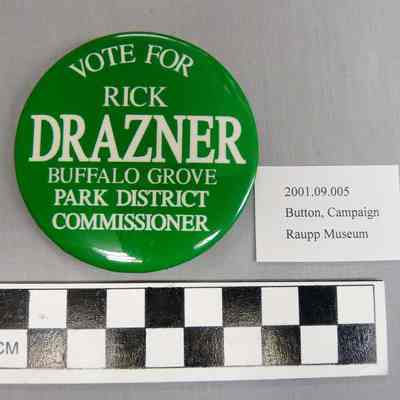 VOTE FOR
RICK
DRAZNER
BUFFALO GROVE
PARK DISTRICT
COMMISSIONER
2001.09.005
Button, Campaign
Raupp Museum
CM